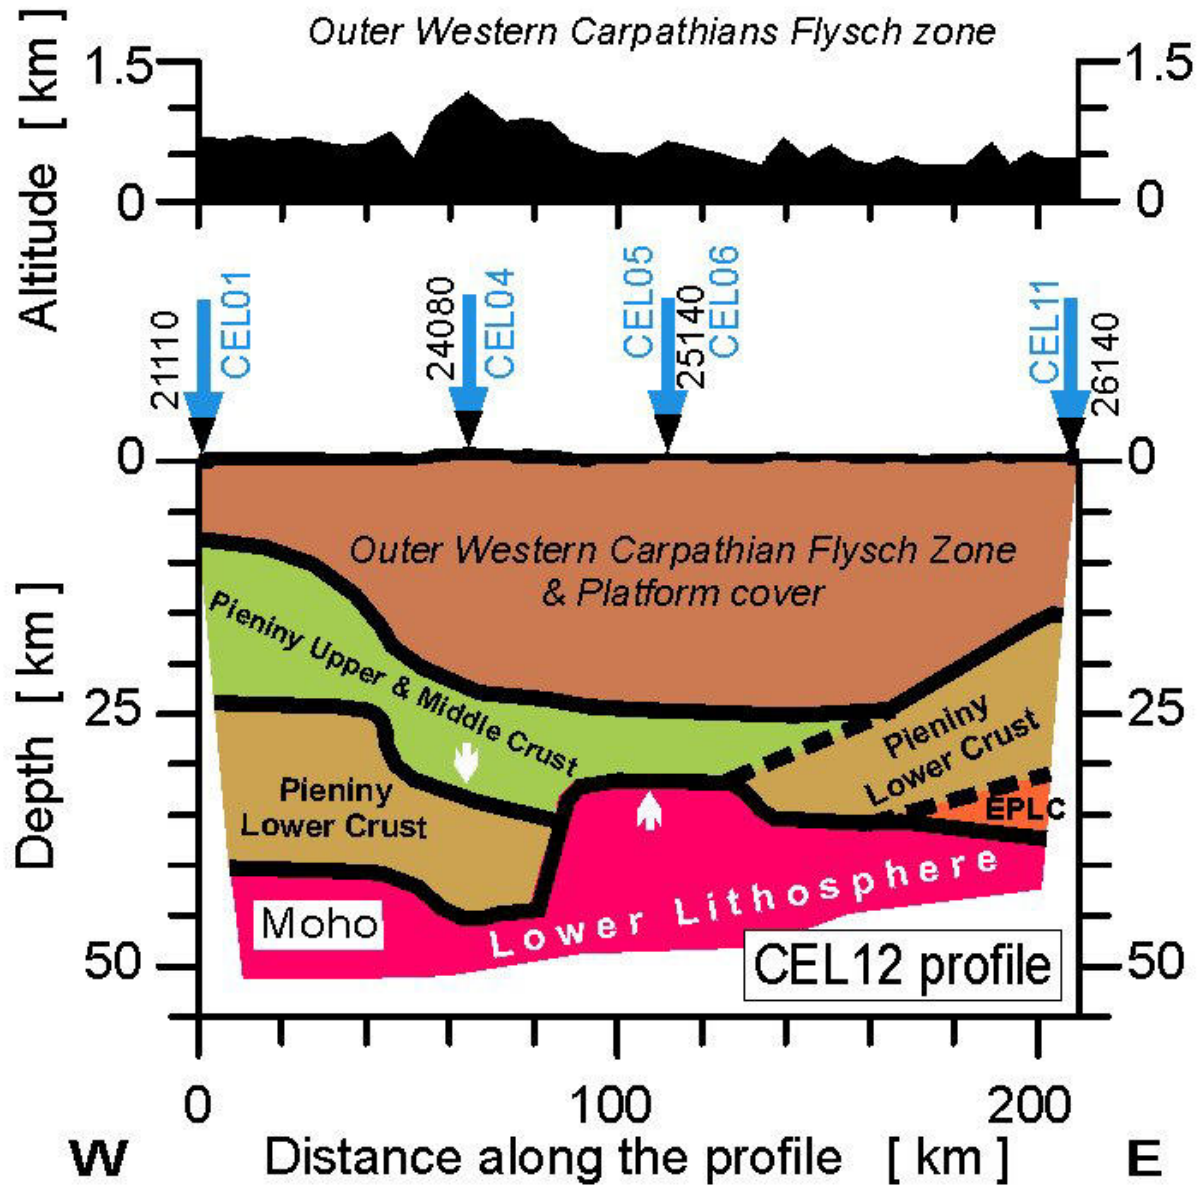 Outer Western Carpathians Flysch zone
Altitude [ km ]
1.5
0
1.5
0
21110
CEL01
24080
CEL04
CEL05
25140
CEL06
CEL11
26140
Depth [ km ]
0
25
50
0
25
50
Outer Western Carpathian Flysch Zone
& Platform cover
Pieniny Upper & Middle Crust
Pieniny
Lower Crust
Pieniny
Lower Crust
EPLC
Lower Lithosphere
Moho
CEL12 profile
0
100
200
W
Distance along the profile [ km ]
E